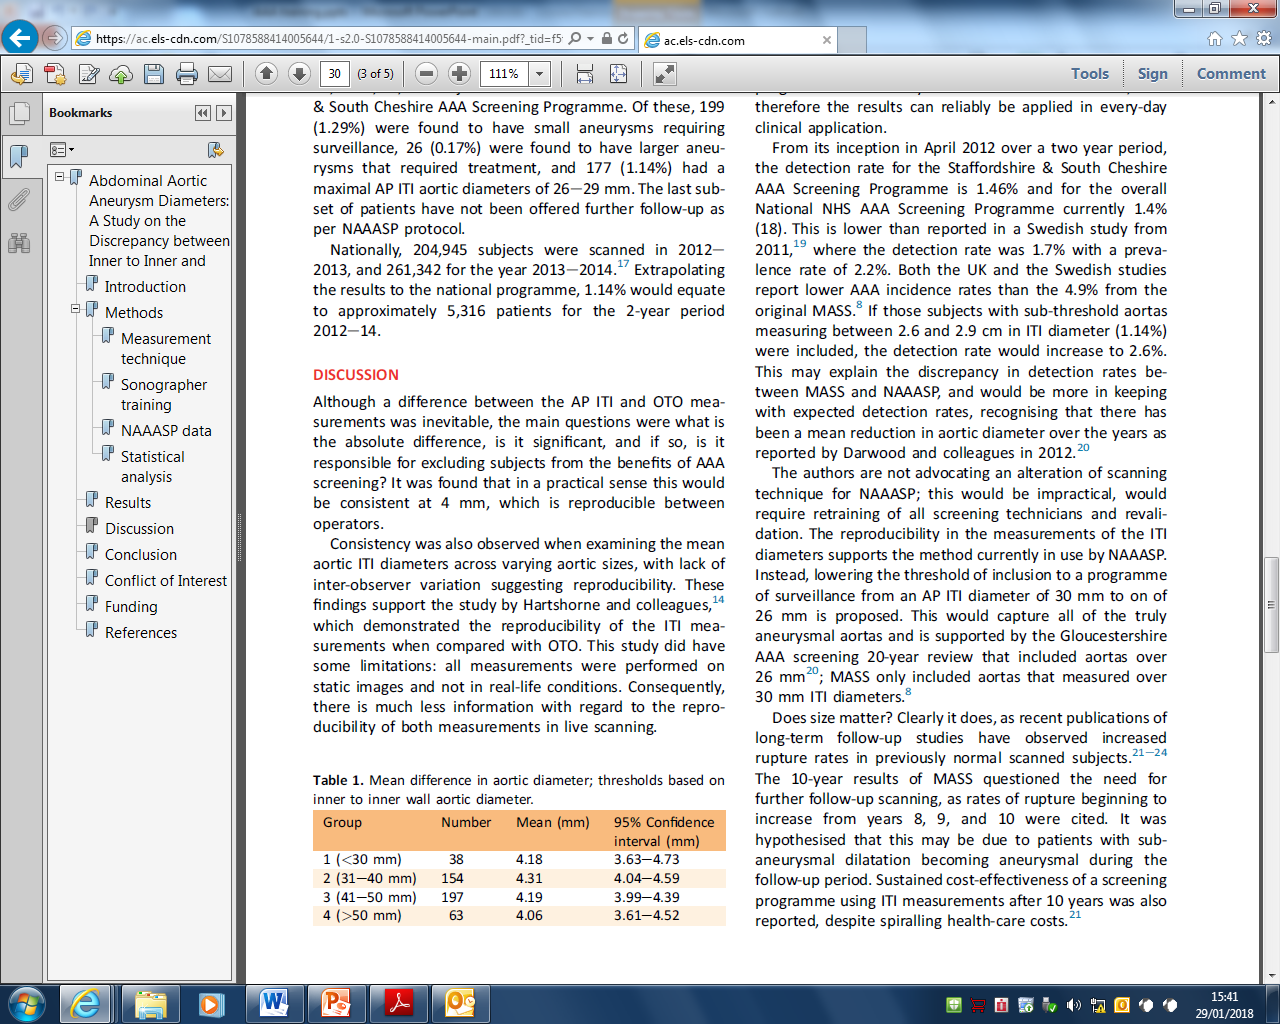 https://ac.els-cdn.com/S1078588414005644/1-s2.0-S1078588414005644-main.pdf?_tid=f5
ac.els-cdn.com
30
(3 of 5)
111%
Tools
Sign
Comment
Bookmarks
Abdominal Aortic
Aneurysm Diameters:
A Study on the
Discrepancy between
Inner to Inner and
Introduction
Methods
Measurement
technique
Sonographer
training
NAAASP data
Statistical
analysis
Results
Discussion
Conclusion
Conflict of Interest
Funding
References
& South Cheshire AAA Screening Programme. Of these, 199
(1.29%) were found to have small aneurysms requiring
surveillance, 26 (0.17%) were found to have larger aneu-
rysms that required treatment, and 177 (1.14%) had a
maximal AP ITI aortic diameters of 26—29 mm. The last sub-
set of patients have not been offered further follow-up as
per NAAASP protocol.
Nationally, 204,945 subjects were scanned in 2012—
2013, and 261,342 for the year 2013—2014.17 Extrapolating
the results to the national programme, 1.14% would equate
to approximately 5,316 patients for the 2-year period
2012—14.
DISCUSSION
Although a difference between the AP ITI and OTO mea-
surements was inevitable, the main questions were what is
the absolute difference, is it significant, and if so, is it
responsible for excluding subjects from the benefits of AAA
screening? It was found that in a practical sense this would
be consistent at 4 mm, which is reproducible between
operators.
Consistency was also observed when examining the mean
aortic ITI diameters across varying aortic sizes, with lack of
inter-observer variation suggesting reproducibility. These
findings support the study by Hartshorne and colleagues,14
which demonstrated the reproducibility of the ITI mea-
surements when compared with OTO. This study did have
some limitations: all measurements were performed on
static images and not in real-life conditions. Consequently,
there is much less information with regard to the repro-
ducibility of both measurements in live scanning.
Table 1. Mean difference in aortic diameter; thresholds based on
inner to inner wall aortic diameter.
Group Number Mean (mm) 95% Confidence
interval (mm)
1 (<30 mm) 38 4.18 3.63—4.73
2 (31—40 mm) 154 4.31 4.04—4.59
3 (41—50 mm) 197 4.19 3.99—4.39
4 (>50 mm) 63 4.06 3.61—4.52
therefore the results can reliably be applied in every-day
clinical application.
From its inception in April 2012 over a two year period,
the detection rate for the Staffordshire & South Cheshire
AAA Screening Programme is 1.46% and for the overall
National NHS AAA Screening Programme currently 1.4%
(18). This is lower than reported in a Swedish study from
2011,19 where the detection rate was 1.7% with a preva-
lence rate of 2.2%. Both the UK and the Swedish studies
report lower AAA incidence rates than the 4.9% from the
original MASS.8 If those subjects with sub-threshold aortas
measuring between 2.6 and 2.9 cm in ITI diameter (1.14%)
were included, the detection rate would increase to 2.6%.
This may explain the discrepancy in detection rates be-
tween MASS and NAAASP, and would be more in keeping
with expected detection rates, recognising that there has
been a mean reduction in aortic diameter over the years as
reported by Darwood and colleagues in 2012.20
The authors are not advocating an alteration of scanning
technique for NAAASP; this would be impractical, would
require retraining of all screening technicians and revali-
dation. The reproducibility in the measurements of the ITI
diameters supports the method currently in use by NAAASP.
Instead, lowering the threshold of inclusion to a programme
of surveillance from an AP ITI diameter of 30 mm to on of
26 mm is proposed. This would capture all of the truly
aneurysmal aortas and is supported by the Gloucestershire
AAA screening 20-year review that included aortas over
26 mm20; MASS only included aortas that measured over
30 mm ITI diameters.8
Does size matter? Clearly it does, as recent publications of
long-term follow-up studies have observed increased
rupture rates in previously normal scanned subjects.21—24
The 10-year results of MASS questioned the need for
further follow-up scanning, as rates of rupture beginning to
increase from years 8, 9, and 10 were cited. It was
hypothesised that this may be due to patients with sub-
aneurysmal dilatation becoming aneurysmal during the
follow-up period. Sustained cost-effectiveness of a screening
programme using ITI measurements after 10 years was also
reported, despite spiralling health-care costs.21
15:41
29/01/2018